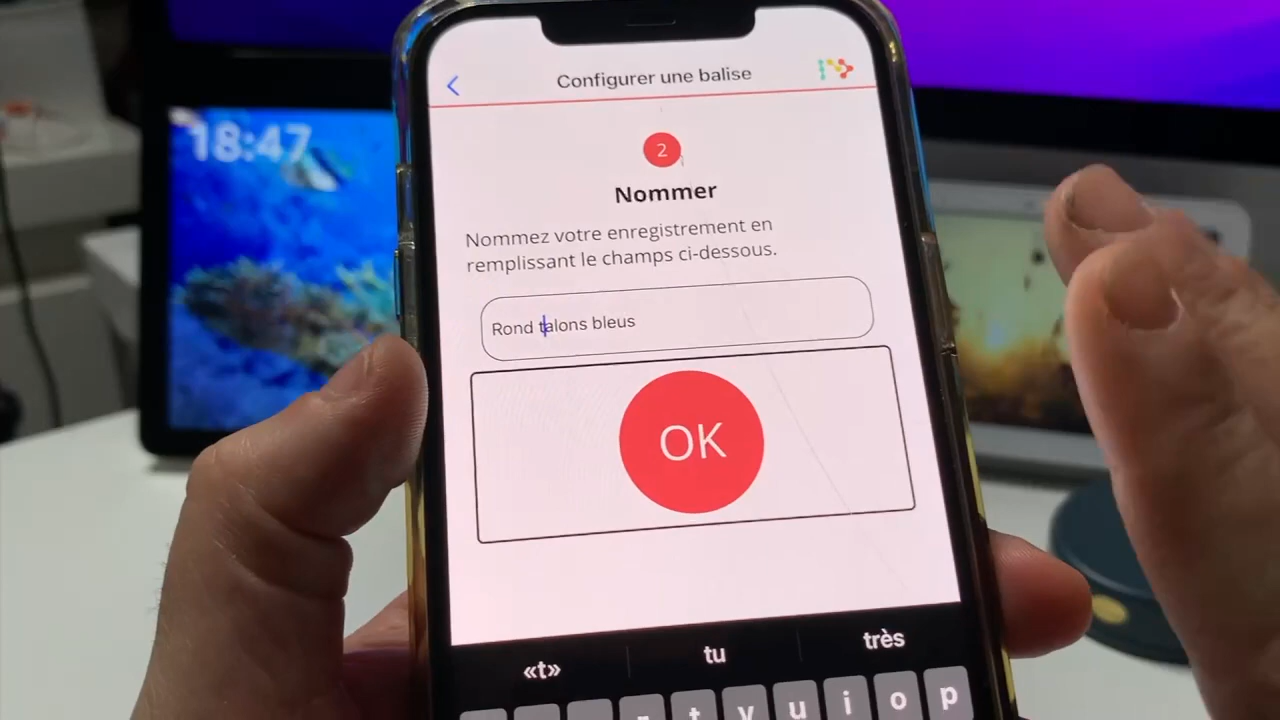 18:47
Configurer une balise
2
Nommer
Nommez votre enregistrement en
remplissant le champs ci-dessous.
Rond talons bleus
OK
«t» tu très
t y u i o p